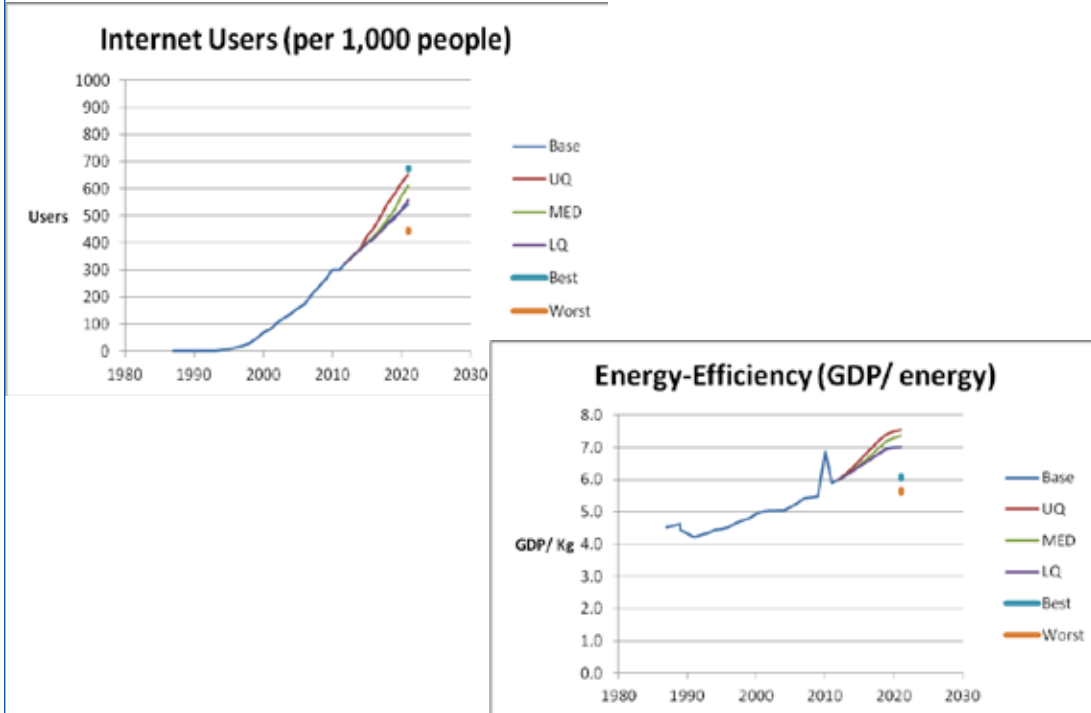 Internet Users (per 1,000 people)
1000
900
800
700
600
500
400
300
200
100
0
Users
1980 1990 2000 2010 2020 2030
Base
UQ
MED
LQ
Best
Worst
Energy-Efficiency (GDP/ energy)
8.0
7.0
6.0
5.0
4.0
3.0
2.0
1.0
0.0
GDP/ Kg
1980 1990 2000 2010 2020 2030
Base
UQ
MED
LQ
Best
Worst